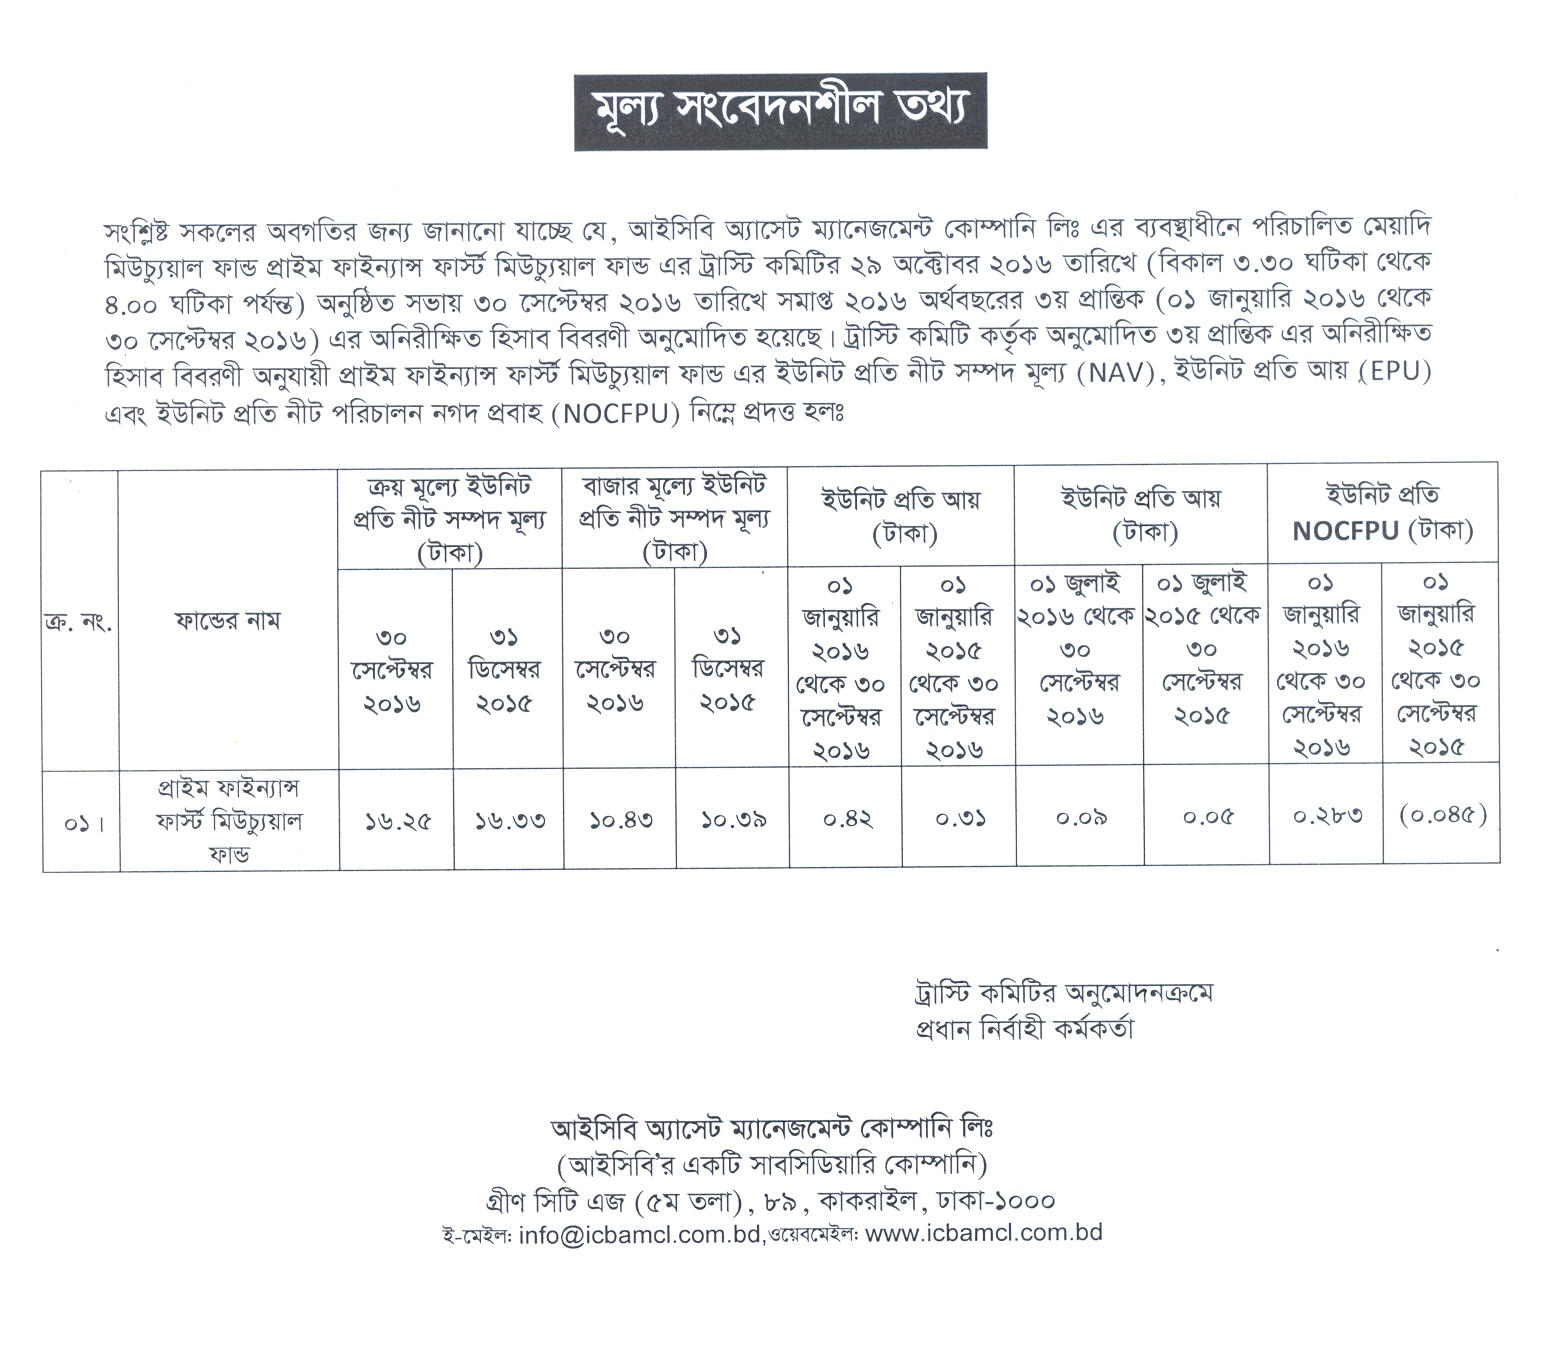 মূল্য সংবেদনশীল তথ্য
সংশ্লিষ্ট সকলের অবগতির জন্য জানানো যাচ্ছে যে, আইসিবি অ্যাসেট ম্যানেজমেন্ট কোম্পানি লিঃ এর ব্যবস্থাধীনে পরিচালিত মেয়াদি
মিউচ্যুয়াল ফান্ড প্রাইম ফাইন্যান্স ফার্স্ট মিউচ্যুয়াল ফান্ড এর ট্রাস্টি কমিটির ২৯ অক্টোবর ২০১৬ তারিখে (বিকাল ৩.৩০ ঘটিকা থেকে
৪.০০ ঘটিকা পর্যন্ত) অনুষ্ঠিত সভায় ৩০ সেপ্টেম্বর ২০১৬ তারিখে সমাপ্ত ২০১৬ অর্থবছরের ৩য় প্রান্তিক (০১ জানুয়ারি ২০১৬ থেকে
৩০ সেপ্টেম্বর ২০১৬) এর অনিরীক্ষিত হিসাব বিবরণী অনুমোদিত হয়েছে। ট্রাস্টি কমিটি কর্তৃক অনুমোদিত ৩য় প্রান্তিক এর অনিরীক্ষিত
হিসাব বিবরণী অনুযায়ী প্রাইম ফাইন্যান্স ফার্স্ট মিউচ্যুয়াল ফান্ড এর ইউনিট প্রতি নীট সম্পদ মূল্য (NAV), ইউনিট প্রতি আয় (EPU)
এবং ইউনিট প্রতি নীট পরিচালন নগদ প্রবাহ (NOCFPU) নিম্নে প্রদত্ত হলঃ
ক্র. নং.
ফান্ডের নাম
ক্রয় মূল্যে ইউনিট
প্রতি নীট সম্পদ মূল্য
(টাকা)
বাজার মূল্যে ইউনিট
প্রতি নীট সম্পদ মূল্য
(টাকা)
ইউনিট প্রতি আয়
(টাকা)
ইউনিট প্রতি আয়
(টাকা)
ইউনিট প্রতি
NOCFPU (টাকা)
৩০
সেপ্টেম্বর
২০১৬
৩১
ডিসেম্বর
২০১৫
৩০
সেপ্টেম্বর
২০১৬
৩১
ডিসেম্বর
২০১৫
০১
জানুয়ারি
২০১৬
থেকে ৩০
সেপ্টেম্বর
২০১৬
০১
জানুয়ারি
২০১৫
থেকে ৩০
সেপ্টেম্বর
২০১৬
০১ জুলাই
২০১৬ থেকে
৩০
সেপ্টেম্বর
২০১৬
০১ জুলাই
২০১৫ থেকে
৩০
সেপ্টেম্বর
২০১৫
০১
জানুয়ারি
২০১৬
থেকে ৩০
সেপ্টেম্বর
২০১৬
০১
জানুয়ারি
২০১৫
থেকে ৩০
সেপ্টেম্বর
২০১৫
০১।
প্রাইম ফাইন্যান্স
ফার্স্ট মিউচ্যুয়াল
ফান্ড
১৬.২৫
১৬.৩৩
১০.৪৩
১০.৩৯
০.৪২
০.৩১
০.০৯
০.০৫
০.২৮৩
(০.০৪৫)
ট্রাস্টি কমিটির অনুমোদনক্রমে
প্রধান নির্বাহী কর্মকর্তা
আইসিবি অ্যাসেট ম্যানেজমেন্ট কোম্পানি লিঃ
(আইসিবি'র একটি সাবসিডিয়ারি কোম্পানি)
গ্রীণ সিটি এজ (৫ম তলা), ৮৯, কাকরাইল, ঢাকা-১০০০
ই-মেইলঃ info@icbamcl.com.bd,ওয়েবমেইলঃ www.icbamcl.com.bd